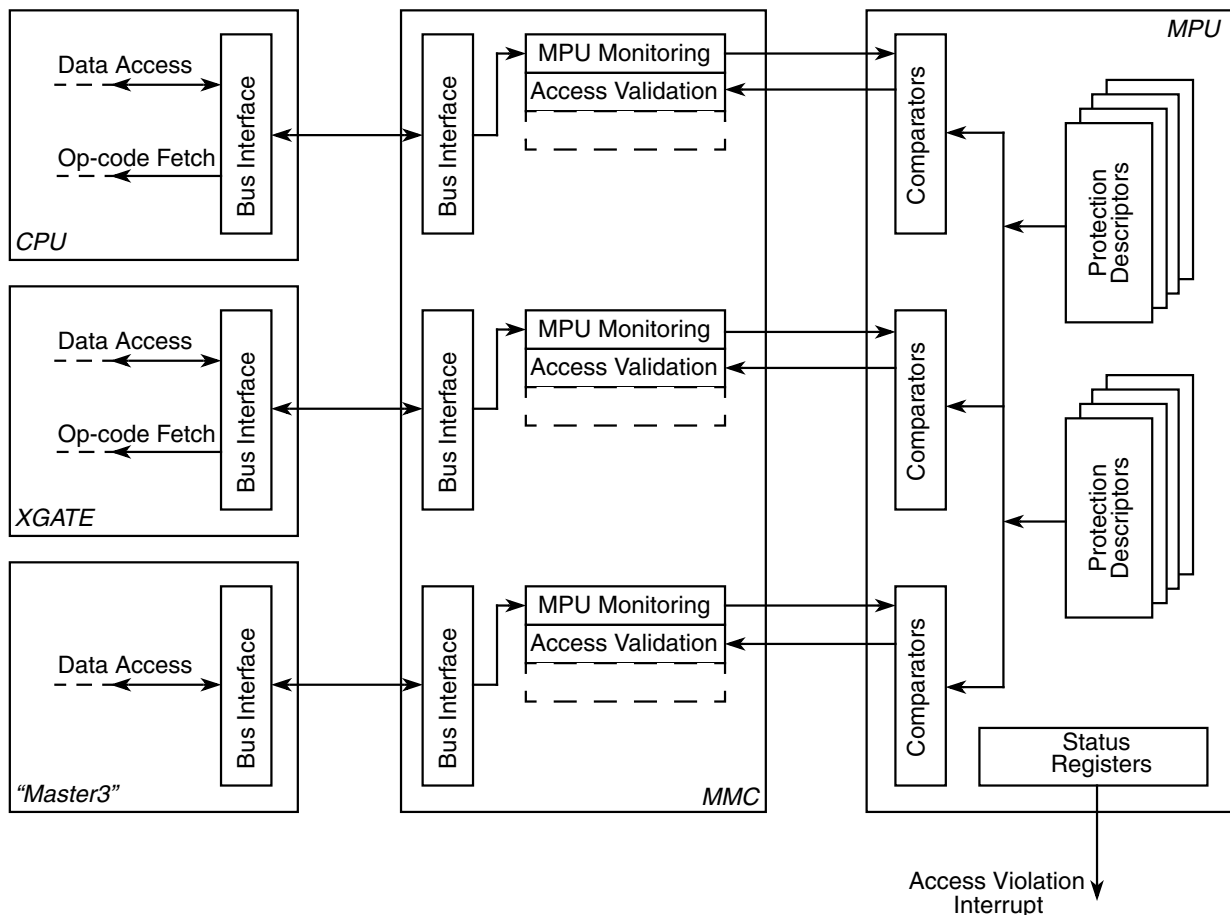 MPU
Data Access
Bus Interface
Op-code Fetch
CPU
Bus Interface
MPU Monitoring
Access Validation
Comparators
Protection
Descriptors
Data Access
Bus Interface
Op-code Fetch
XGATE
Bus Interface
MPU Monitoring
Access Validation
Comparators
Protection
Descriptors
Data Access
Bus Interface
“Master3”
Bus Interface
MPU Monitoring
Access Validation
MMC
Comparators
Status
Registers
Access Violation
Interrupt